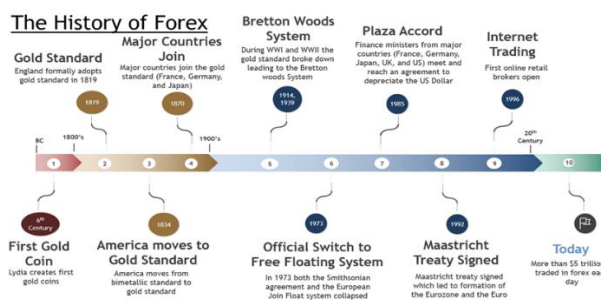 The History of Forex
Gold Standard
England formally adopts
gold standard in 1819
1819
Major Countries
Join
Major countries join the gold
standard (France, Germany,
and Japan)
1870
Bretton Woods
System
During WWI and WWII the
gold standard broke down
leading to the Bretton
woods System
1914,
1939
Plaza Accord
Finance ministers from major
countries (France, Germany,
Japan, UK, and US) meet and
reach an agreement to
depreciate the US Dollar
1985
Internet
Trading
First online retail
brokers open
1996
BC
1800's
1900's
20th
Century
1
2
3
4
5
6
7
8
9
10
6th
Century
First Gold
Coin
Lydia creates first
gold coins
1834
America moves to
Gold Standard
America moves from
bimetallic standard to
gold standard
1973
Official Switch to
Free Floating System
In 1973 both the Smithsonian
agreement and the European
Join Float system collapsed
1992
Maastricht
Treaty Signed
Maastricht treaty signed
which led to formation of
the Eurozone and the Euro
Today
More than $5 trillion
traded in forex ea
day